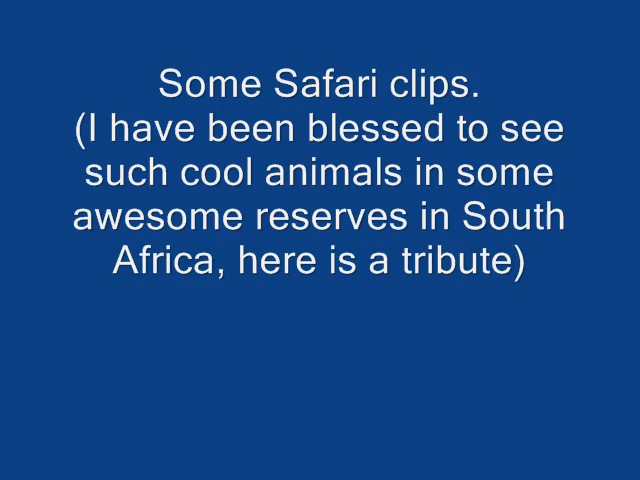 Some Safari clips.
(I have been blessed to see
such cool animals in some
awesome reserves in South
Africa, here is a tribute)